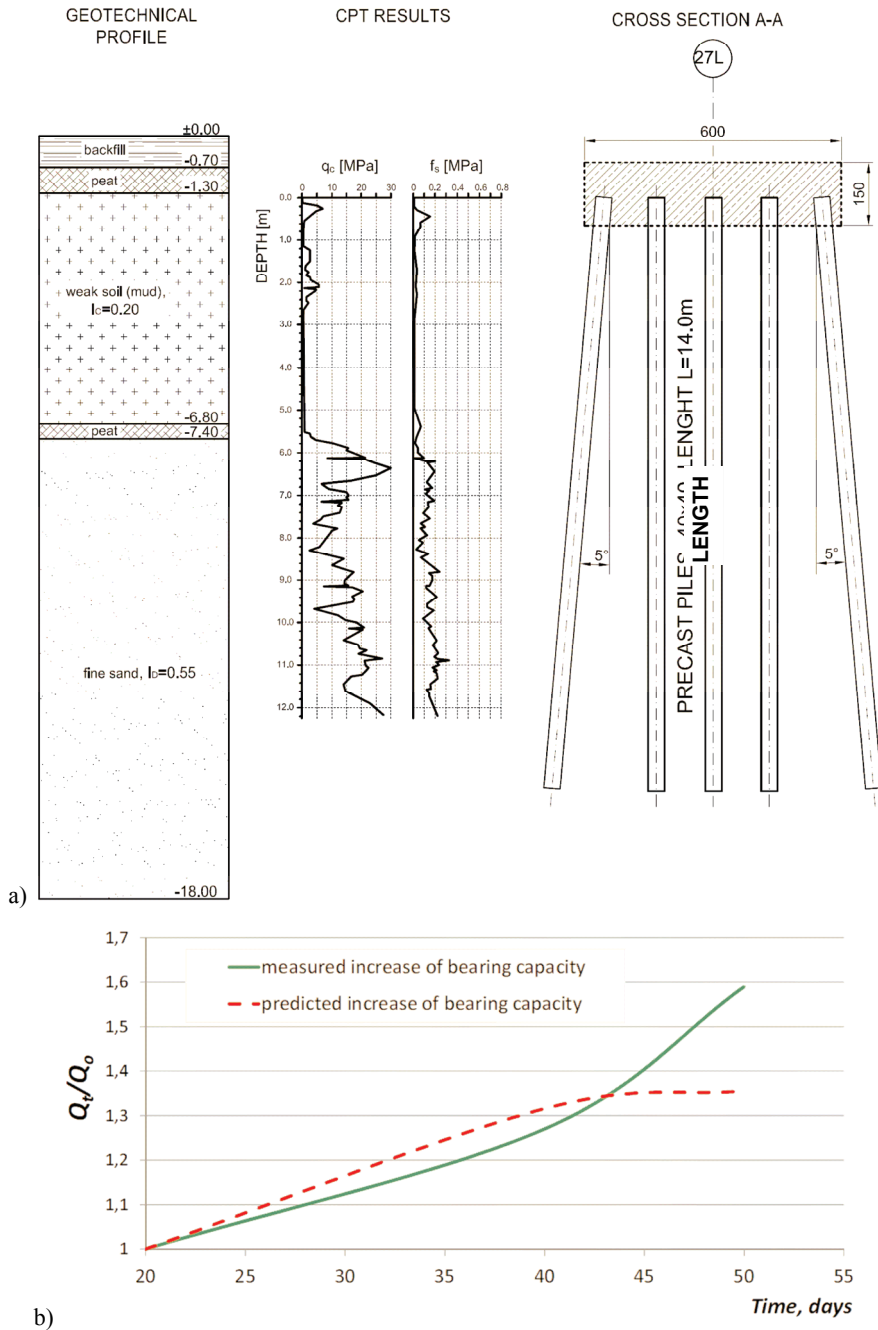 GEOTECHNICAL
PROFILE
CPT RESULTS
CROSS SECTION A-A
27L
±0.00
backfill
-0.70
peat
-1.30
weak soil (mud),
Ic=0.20
-6.80
peat
-7.40
fine sand, ID=0.55
-18.00
qc [MPa]
fs [MPa]
0 10 20 30
0 0.2 0.4 0.6 0.8
DEPTH [m]
0.0
1.0
2.0
3.0
4.0
5.0
6.0
7.0
8.0
9.0
10.0
11.0
12.0
600
150
5°
5°
PRECAST PILES 40x40 LENGHT L=14.0m
LENGTH
a)
1,7
1,6
1,5
1,4
1,3
1,2
1,1
1
Qt/Qo
measured increase of bearing capacity
predicted increase of bearing capacity
20 25 30 35 40 45 50 55
Time, days
b)